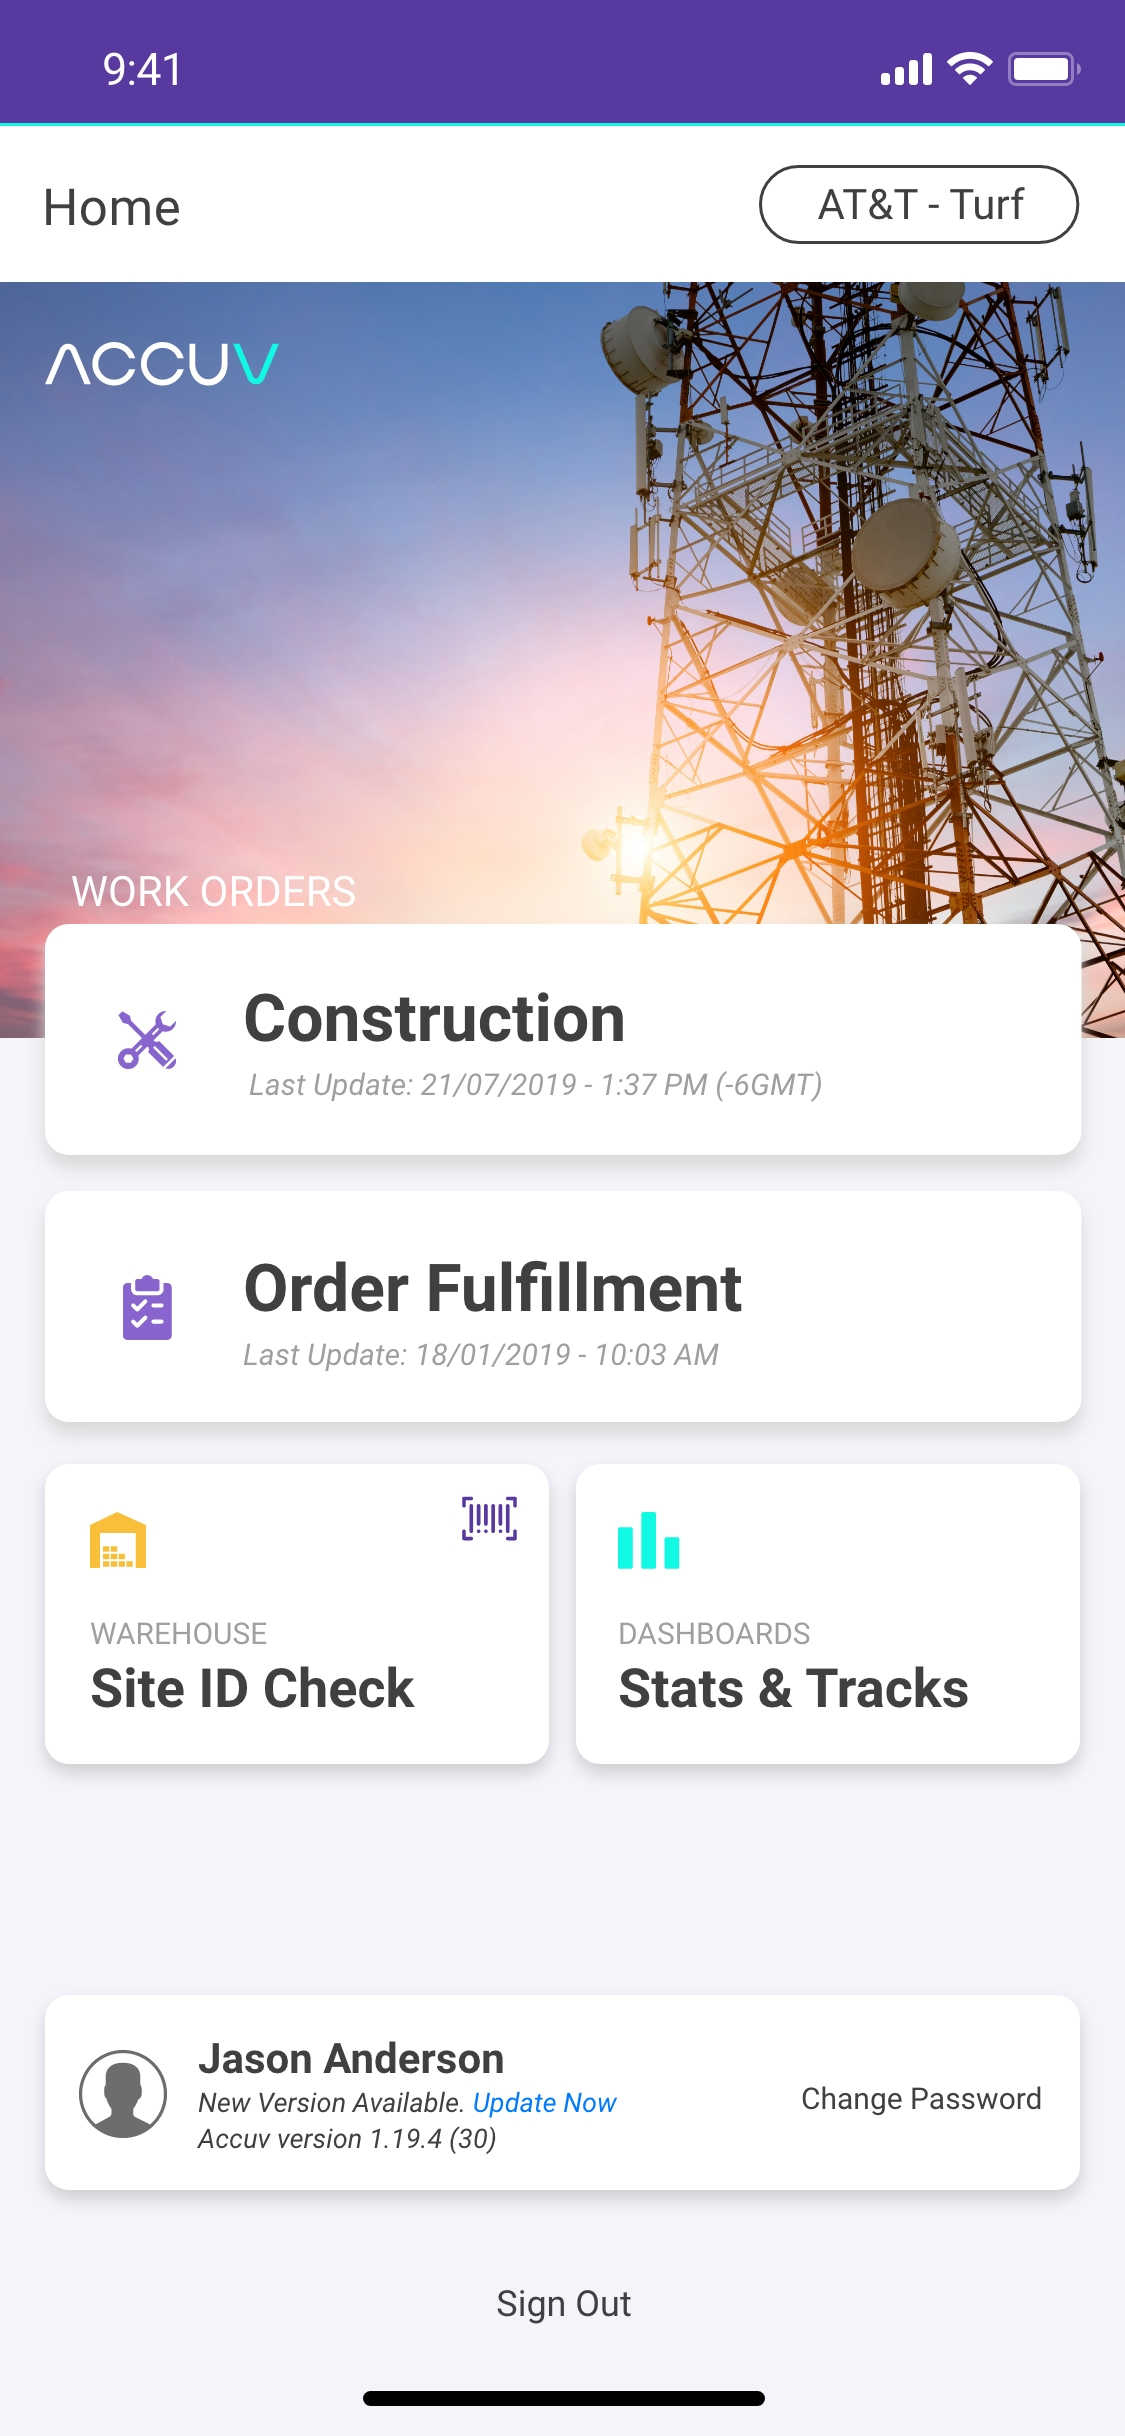 9:41
Home
AT&T - Turf
ACCUV
WORK ORDERS
Construction
Last Update: 21/07/2019 - 1:37 PM (-6GMT)
Order Fulfillment
Last Update: 18/01/2019 - 10:03 AM
WAREHOUSE
Site ID Check
DASHBOARDS
Stats & Tracks
Jason Anderson
New Version Available. Update Now
Accuv version 1.19.4 (30)
Change Password
Sign Out